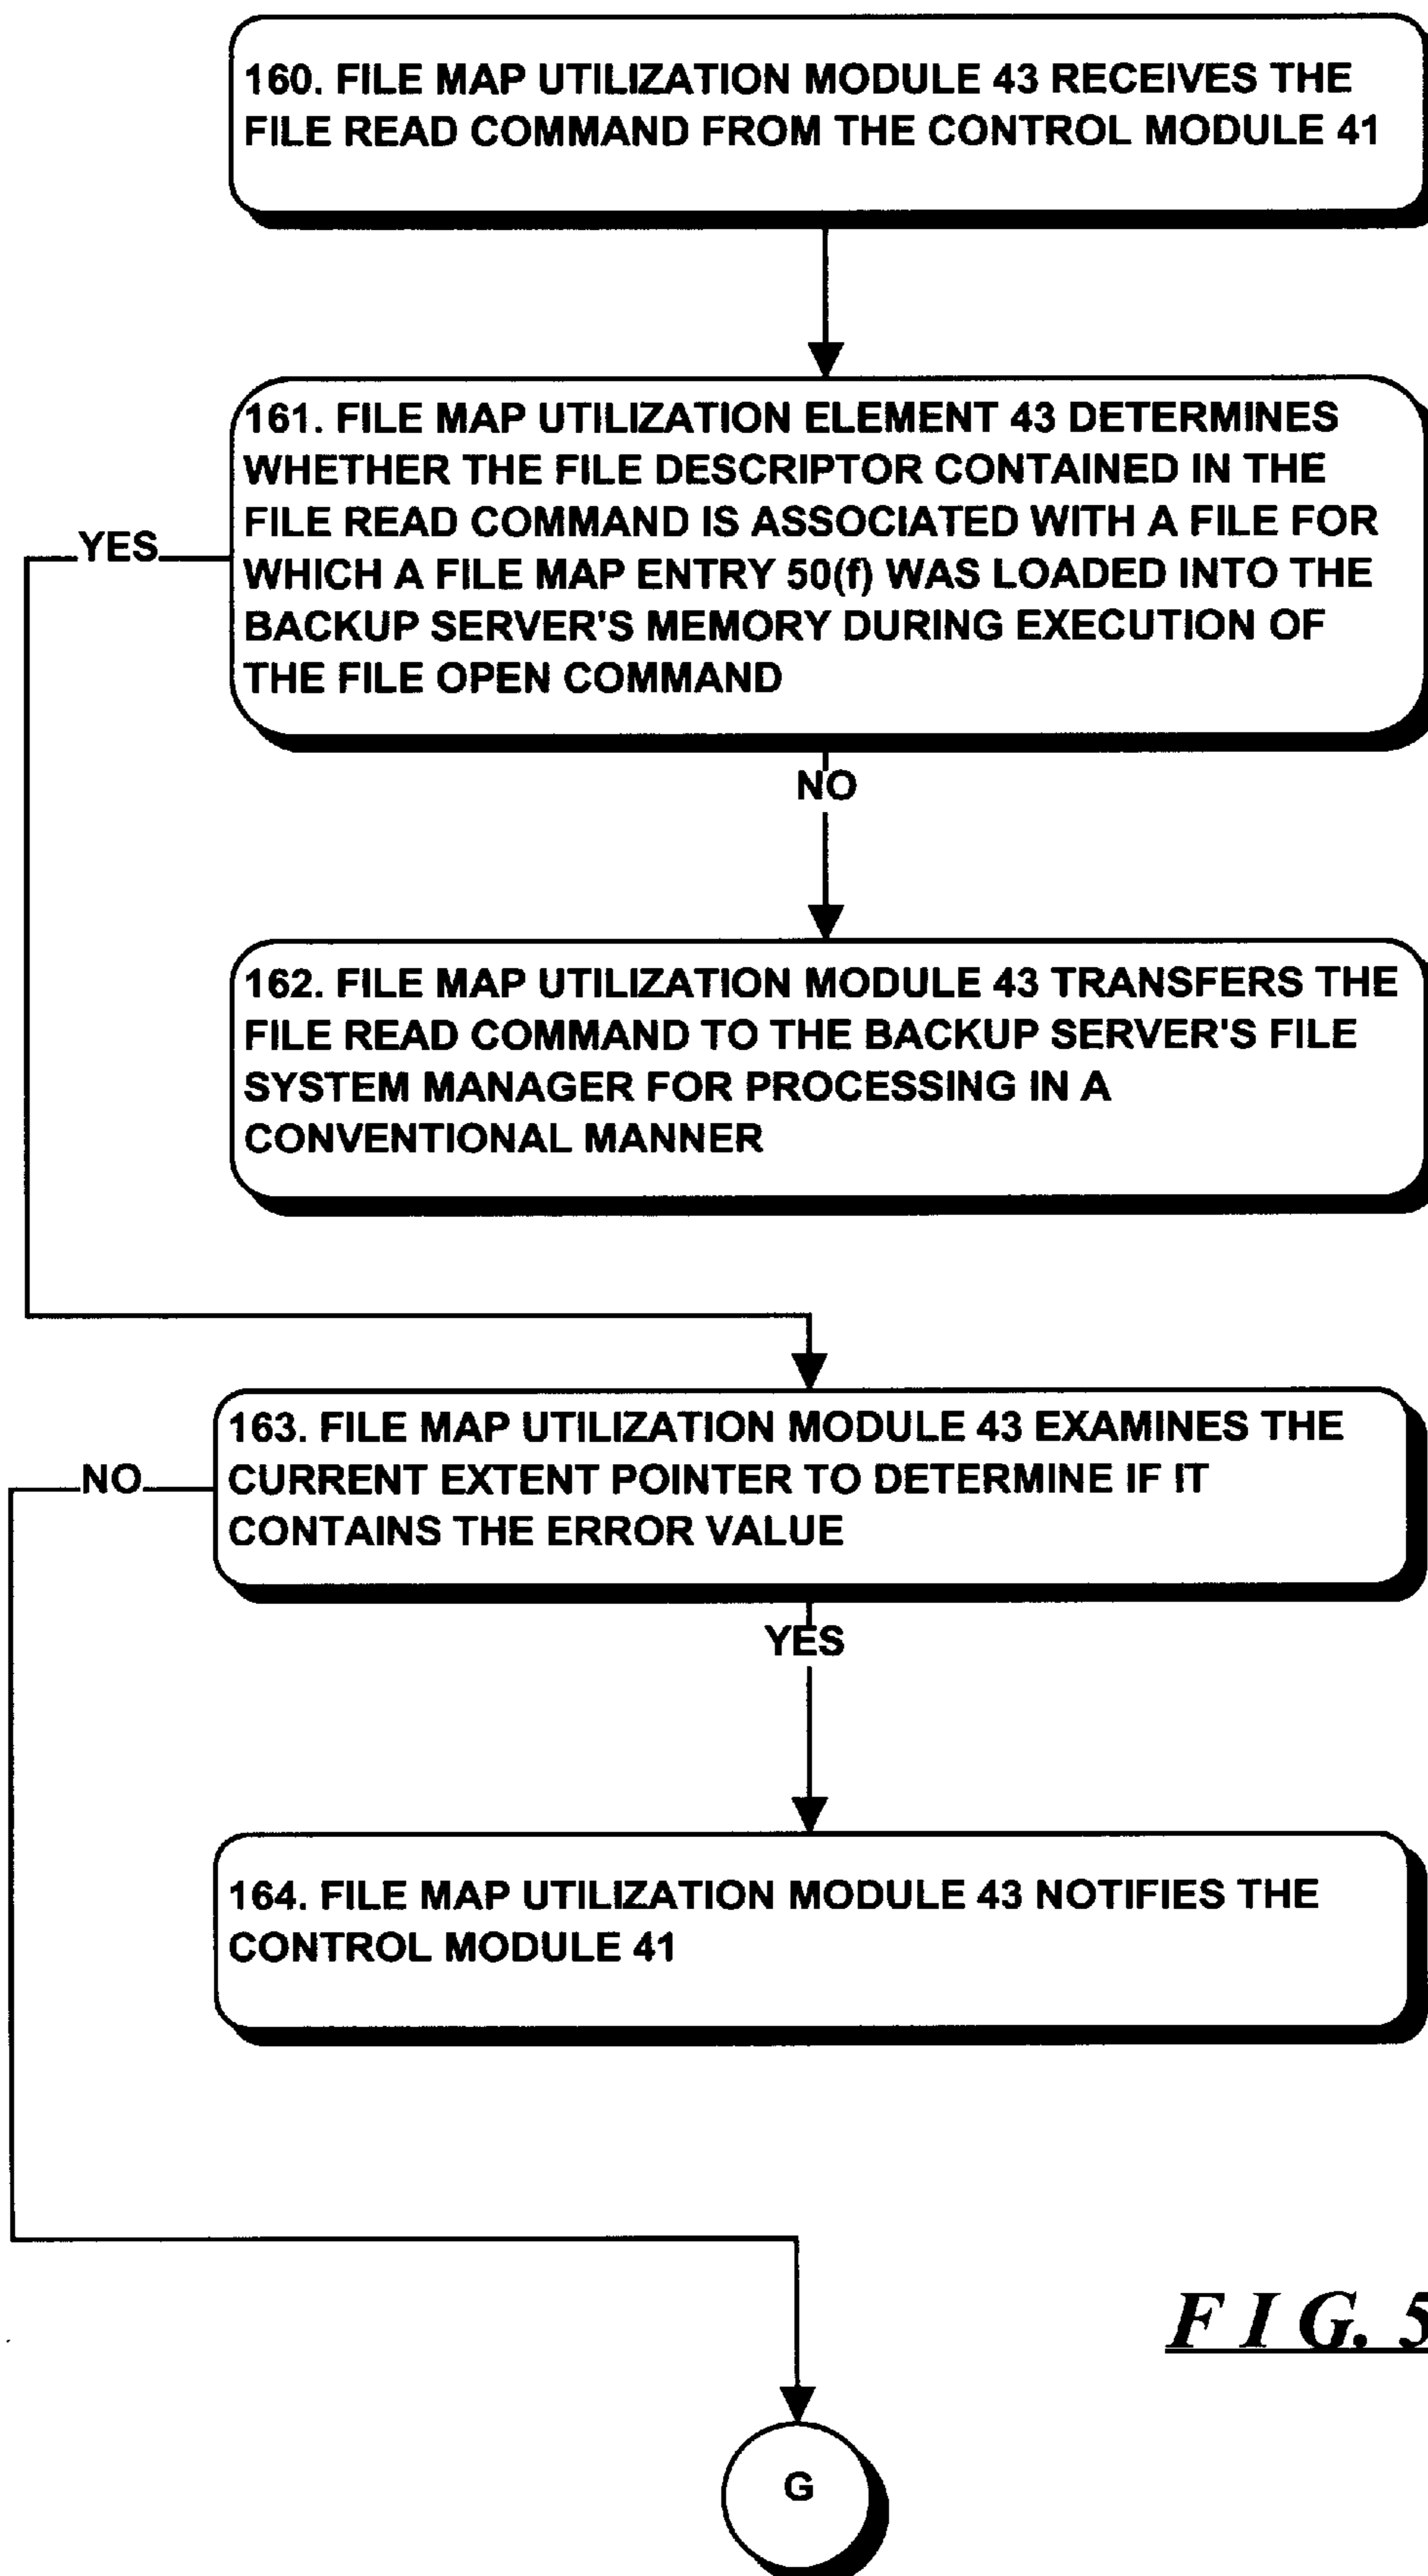 160. FILE MAP UTILIZATION MODULE 43 RECEIVES THE
FILE READ COMMAND FROM THE CONTROL MODULE 41
161. FILE MAP UTILIZATION ELEMENT 43 DETERMINES
WHETHER THE FILE DESCRIPTOR CONTAINED IN THE
FILE READ COMMAND IS ASSOCIATED WITH A FILE FOR
WHICH A FILE MAP ENTRY 50(f) WAS LOADED INTO THE
BACKUP SERVER'S MEMORY DURING EXECUTION OF
THE FILE OPEN COMMAND
YES
NO
162. FILE MAP UTILIZATION MODULE 43 TRANSFERS THE
FILE READ COMMAND TO THE BACKUP SERVER'S FILE
SYSTEM MANAGER FOR PROCESSING IN A
CONVENTIONAL MANNER
163. FILE MAP UTILIZATION MODULE 43 EXAMINES THE
CURRENT EXTENT POINTER TO DETERMINE IF IT
CONTAINS THE ERROR VALUE
NO
YES
164. FILE MAP UTILIZATION MODULE 43 NOTIFIES THE
CONTROL MODULE 41
FIG. 5
G